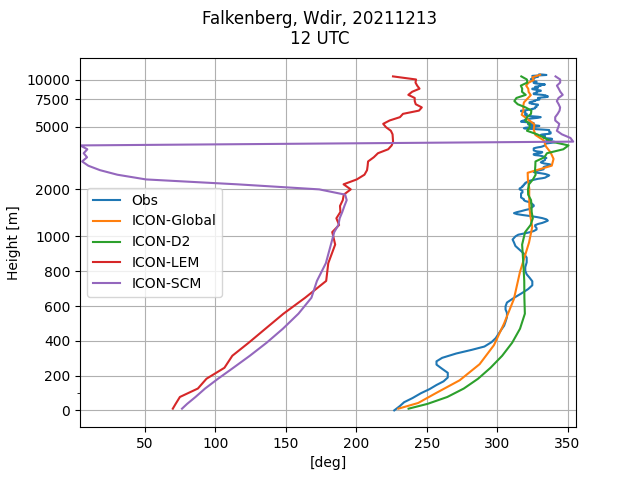 Falkenberg, Wdir, 20211213
12 UTC
Height [m]
10000
7500
5000
2000
1000
800
600
400
200
0
Obs
ICON-Global
ICON-D2
ICON-LEM
ICON-SCM
50 100 150 200 250 300 350
[deg]